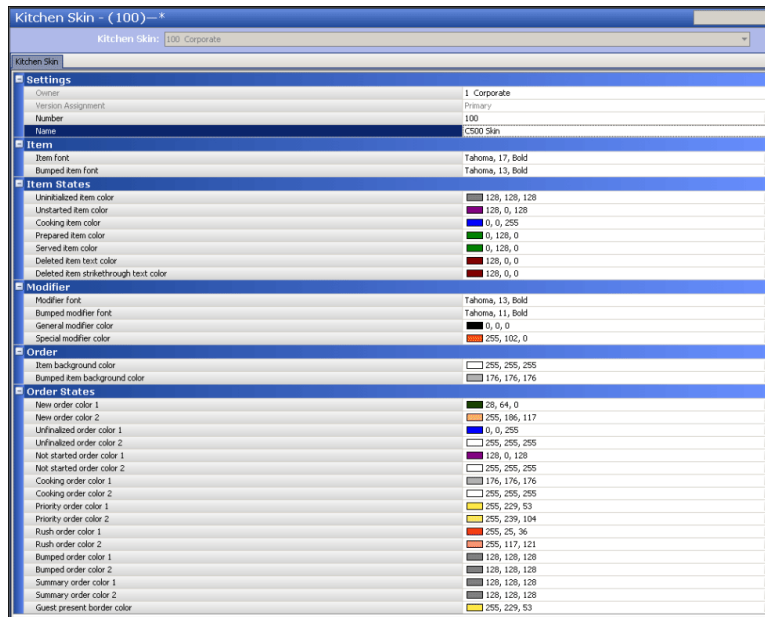 Kitchen Skin - (100)—*
Kitchen Skin: 100 Corporate
Kitchen Skin
Settings
Owner 1 Corporate
Version Assignment Primary
Number 100
Name C500 Skin
Item
Item font Tahoma, 17, Bold
Bumped item font Tahoma, 13, Bold
Item States
Uninitialized item color 128, 128, 128
Unstarted item color 128, 0, 128
Cooking item color 0, 0, 255
Prepared item color 0, 128, 0
Served item color 0, 128, 0
Deleted item text color 128, 0, 0
Deleted item strikethrough text color 128, 0, 0
Modifier
Modifier font Tahoma, 13, Bold
Bumped modifier font Tahoma, 11, Bold
General modifier color 0, 0, 0
Special modifier color 255, 102, 0
Order
Item background color 255, 255, 255
Bumped item background color 176, 176, 176
Order States
New order color 1 28, 64, 0
New order color 2 255, 186, 117
Unfinalized order color 1 0, 0, 255
Unfinalized order color 2 255, 255, 255
Not started order color 1 128, 0, 128
Not started order color 2 255, 255, 255
Cooking order color 1 176, 176, 176
Cooking order color 2 255, 255, 255
Priority order color 1 255, 229, 53
Priority order color 2 255, 239, 104
Rush order color 1 255, 25, 36
Rush order color 2 255, 117, 121
Bumped order color 1 128, 128, 128
Bumped order color 2 128, 128, 128
Summary order color 1 128, 128, 128
Summary order color 2 128, 128, 128
Guest present border color 255, 229, 53